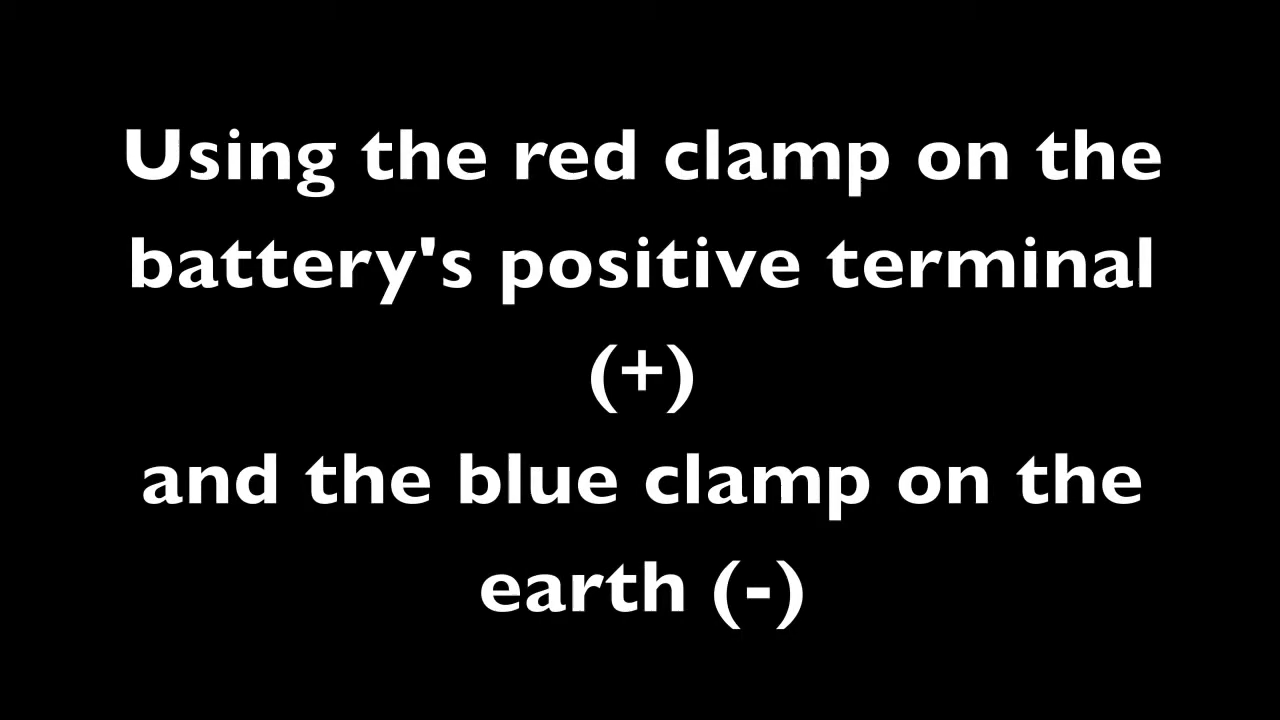 Using the red clamp on the
battery's positive terminal
(+)
and the blue clamp on the
earth (-)